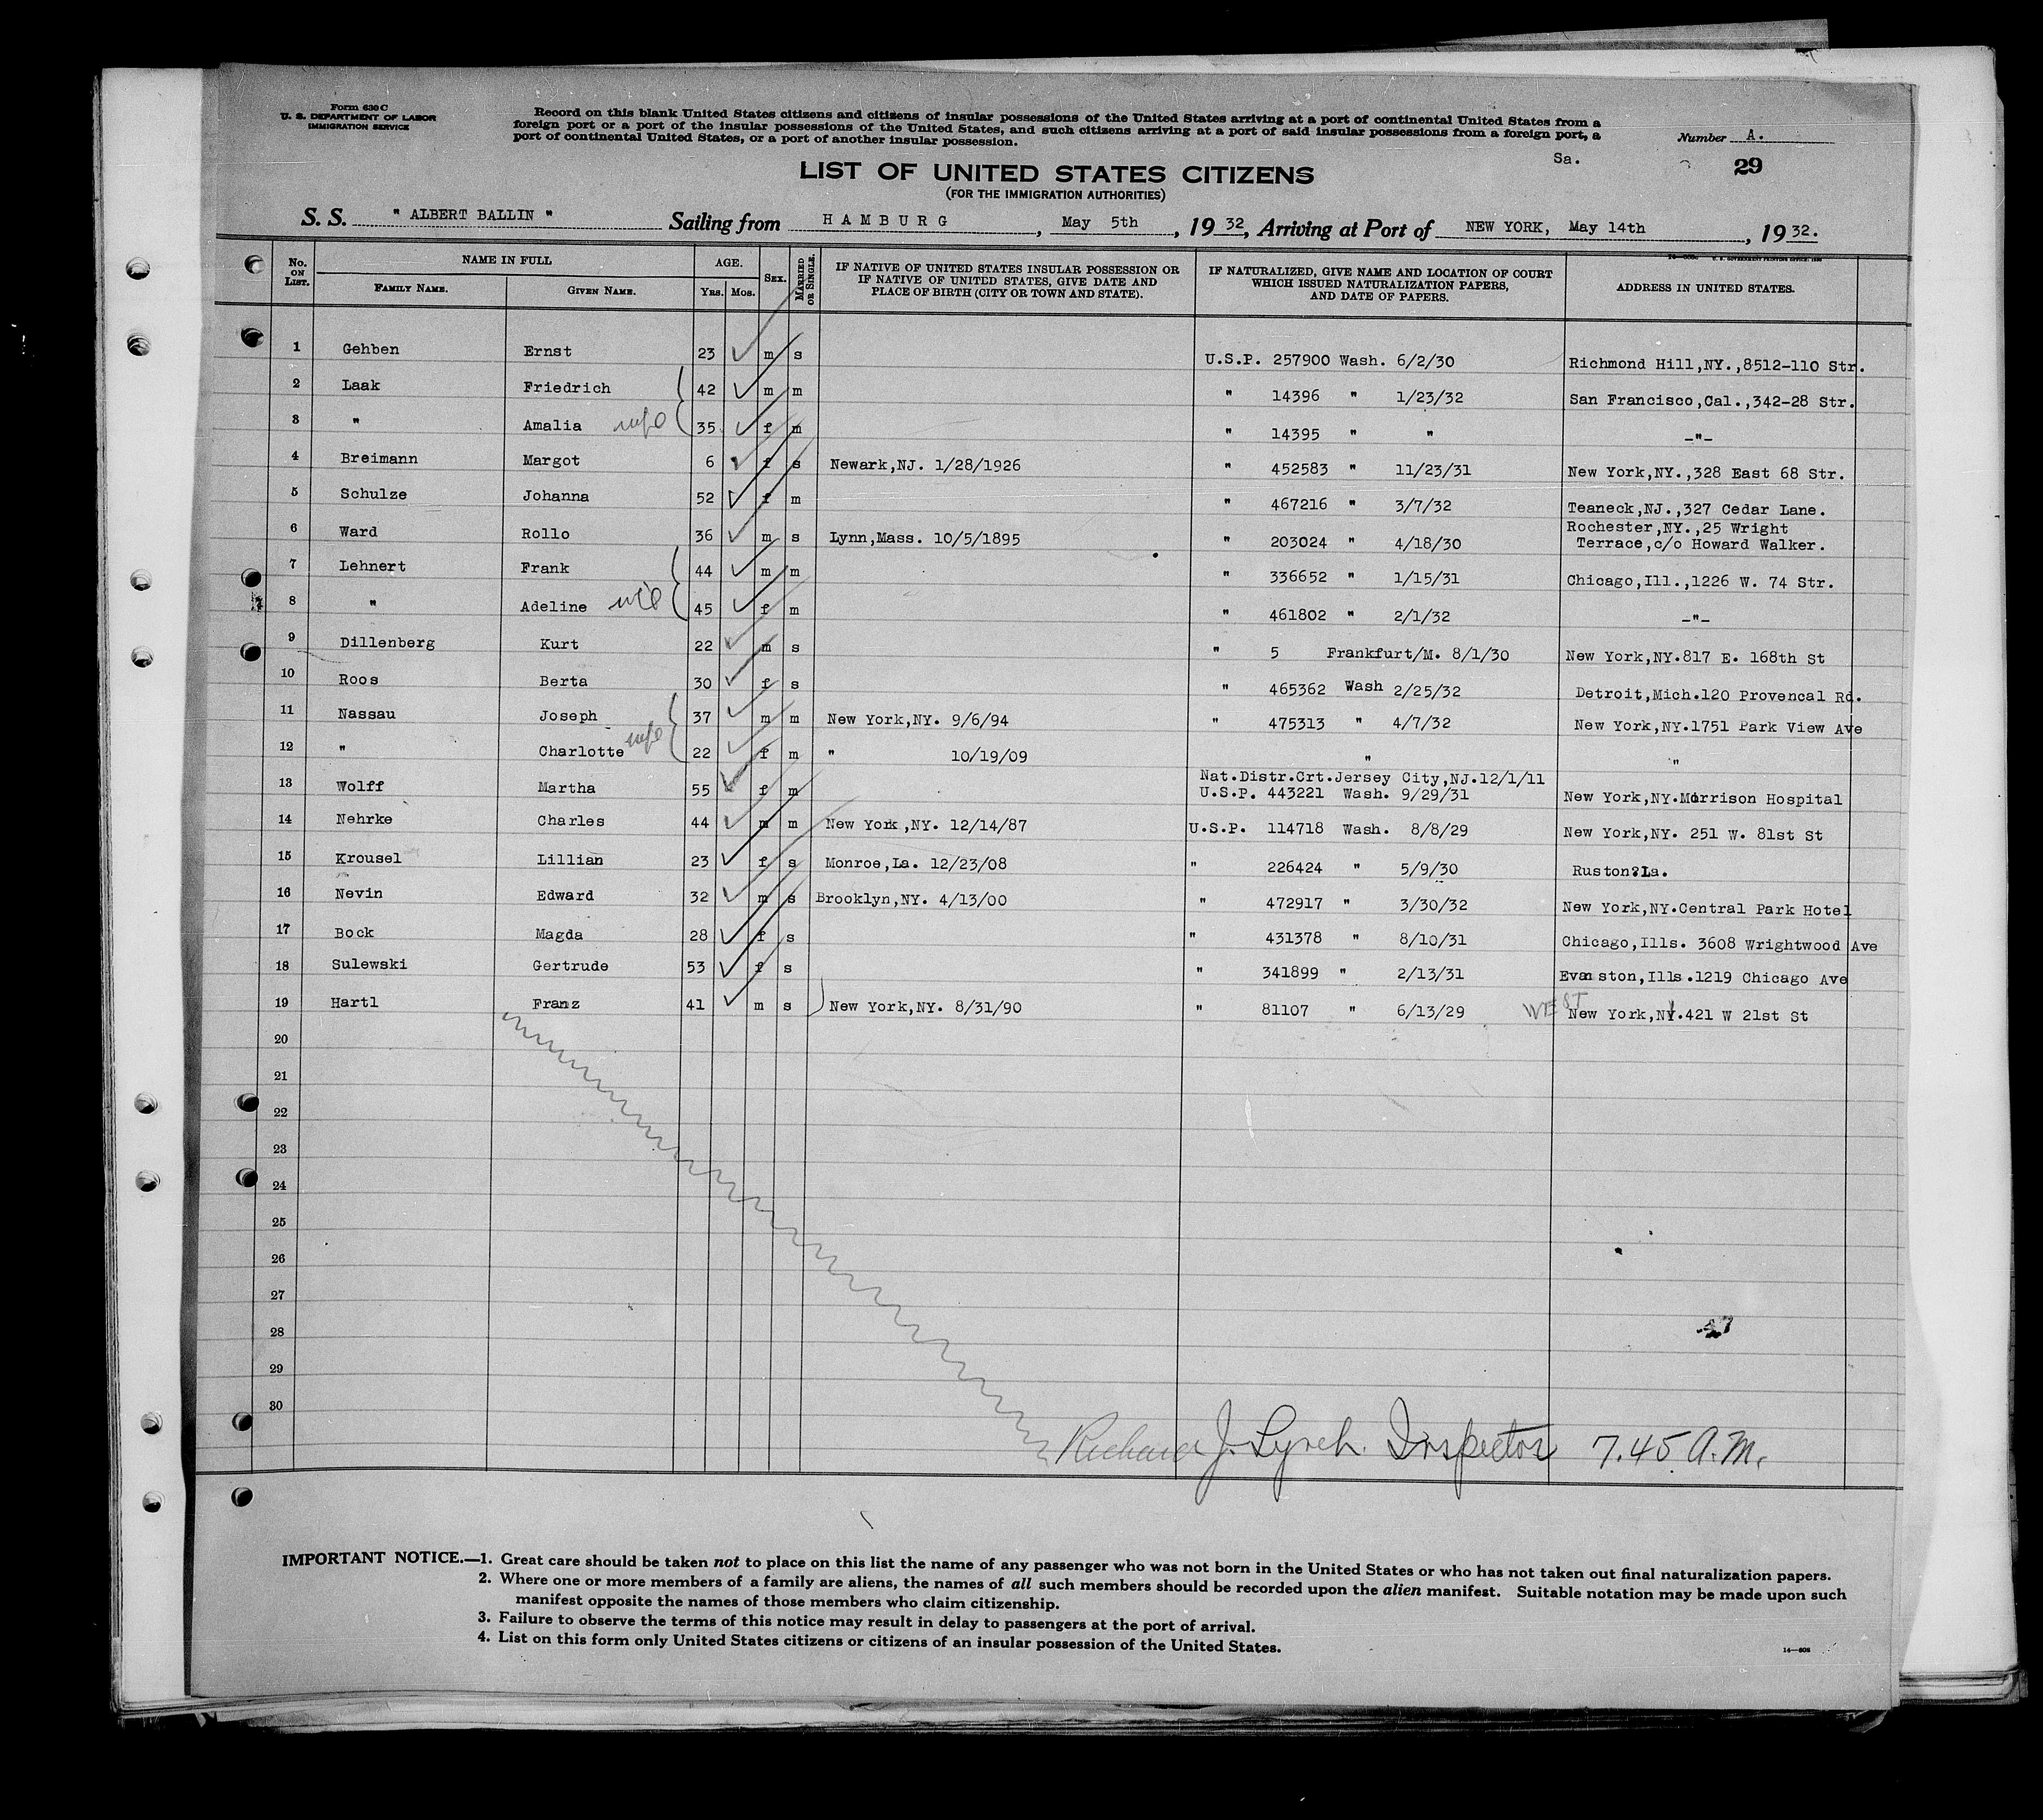 Form 630 C
U. S. DEPARTMENT OF LABOR
IMMIGRATION SERVICE
Record on this blank United States citizens and citizens of insular possessions of the United States arriving at a port of continental United States from a
foreign port or a port of the insular possessions of the United States, and such citizens arriving at a port of said insular possessions from a foreign port, a
port of continental United States, or a port of another insular possession.
Number A.
Sa.
29
LIST OF UNITED STATES CITIZENS
(FOR THE IMMIGRATION AUTHORITIES)
S. S. " ALBERT BALLIN " Sailing from HAMBURG, May 5th, 1932, Arriving at Port of NEW YORK, May 14th, 1932.
No. ON LIST. NAME IN FULL FAMILY NAME. GIVEN NAME. AGE. YRS. MOS. SEX. MARRIED OR SINGLE. IF NATIVE OF UNITED STATES INSULAR POSSESSION OR IF NATIVE OF UNITED STATES, GIVE DATE AND PLACE OF BIRTH (CITY OR TOWN AND STATE). IF NATURALIZED, GIVE NAME AND LOCATION OF COURT WHICH ISSUED NATURALIZATION PAPERS, AND DATE OF PAPERS. ADDRESS IN UNITED STATES.
1 Gehben Ernst 23 m s U.S.P. 257900 Wash. 6/2/30 Richmond Hill,NY.,8512-110 Str.
2 Laak Friedrich 42 m m " 14396 " 1/23/32 San Francisco,Cal.,342-28 Str.
3 " Amalia wife 35 f m " 14395 " " -"-
4 Breimann Margot 6 f s Newark,NJ. 1/28/1926 " 452583 " 11/23/31 New York,NY.,328 East 68 Str.
5 Schulze Johanna 52 f m " 467216 " 3/7/32 Teaneck,NJ.,327 Cedar Lane.
6 Ward Rollo 36 m s Lynn,Mass. 10/5/1895 " 203024 " 4/18/30 Rochester,NY.,25 Wright
Terrace,c/o Howard Walker.
7 Lehnert Frank 44 m m " 336652 " 1/15/31 Chicago,Ill.,1226 W. 74 Str.
8 " Adeline wife 45 f m " 461802 " 2/1/32 -"-
9 Dillenberg Kurt 22 m s " 5 Frankfurt/M. 8/1/30 New York,NY.817 E. 168th St
10 Roos Berta 30 f s " 465362 Wash 2/25/32 Detroit,Mich.120 Provencal Rd.
11 Nassau Joseph 37 m m New York,NY. 9/6/94 " 475313 " 4/7/32 New York,NY.1751 Park View Ave
12 " Charlotte wife 22 f m " 10/19/09 " "
13 Wolff Martha 55 f m Nat.Distr.Crt.Jersey City,NJ.12/1/11
U.S.P. 443221 Wash. 9/29/31 New York,NY.Morrison Hospital
14 Nehrke Charles 44 m m New York,NY. 12/14/87 U.S.P. 114718 Wash. 8/8/29 New York,NY. 251 W. 81st St
15 Krousel Lillian 23 f s Monroe,La. 12/23/08 " 226424 " 5/9/30 Ruston?La.
16 Nevin Edward 32 m s Brooklyn,NY. 4/13/00 " 472917 " 3/30/32 New York,NY.Central Park Hotel
17 Bock Magda 28 f s " 431378 " 8/10/31 Chicago,Ills. 3608 Wrightwood Ave
18 Sulewski Gertrude 53 f s " 341899 " 2/13/31 Evanston,Ills.1219 Chicago Ave
19 Hartl Franz 41 m s New York,NY. 8/31/90 " 81107 " 6/13/29 WEST New York,NY.421 W 21st St
20
21
22
23
24
25
26
27
28
29
30
Richard J. Lynch. Inspector 7.45 A.M.
IMPORTANT NOTICE.—1. Great care should be taken not to place on this list the name of any passenger who was not born in the United States or who has not taken out final naturalization papers.
2. Where one or more members of a family are aliens, the names of all such members should be recorded upon the alien manifest. Suitable notation may be made upon such
manifest opposite the names of those members who claim citizenship.
3. Failure to observe the terms of this notice may result in delay to passengers at the port of arrival.
4. List on this form only United States citizens or citizens of an insular possession of the United States.
14—608